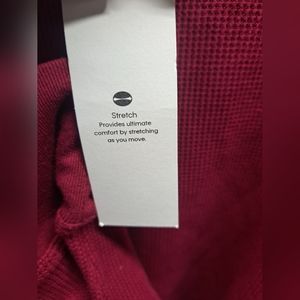 Stretch
Provides ultimate
comfort by stretching
as you move.